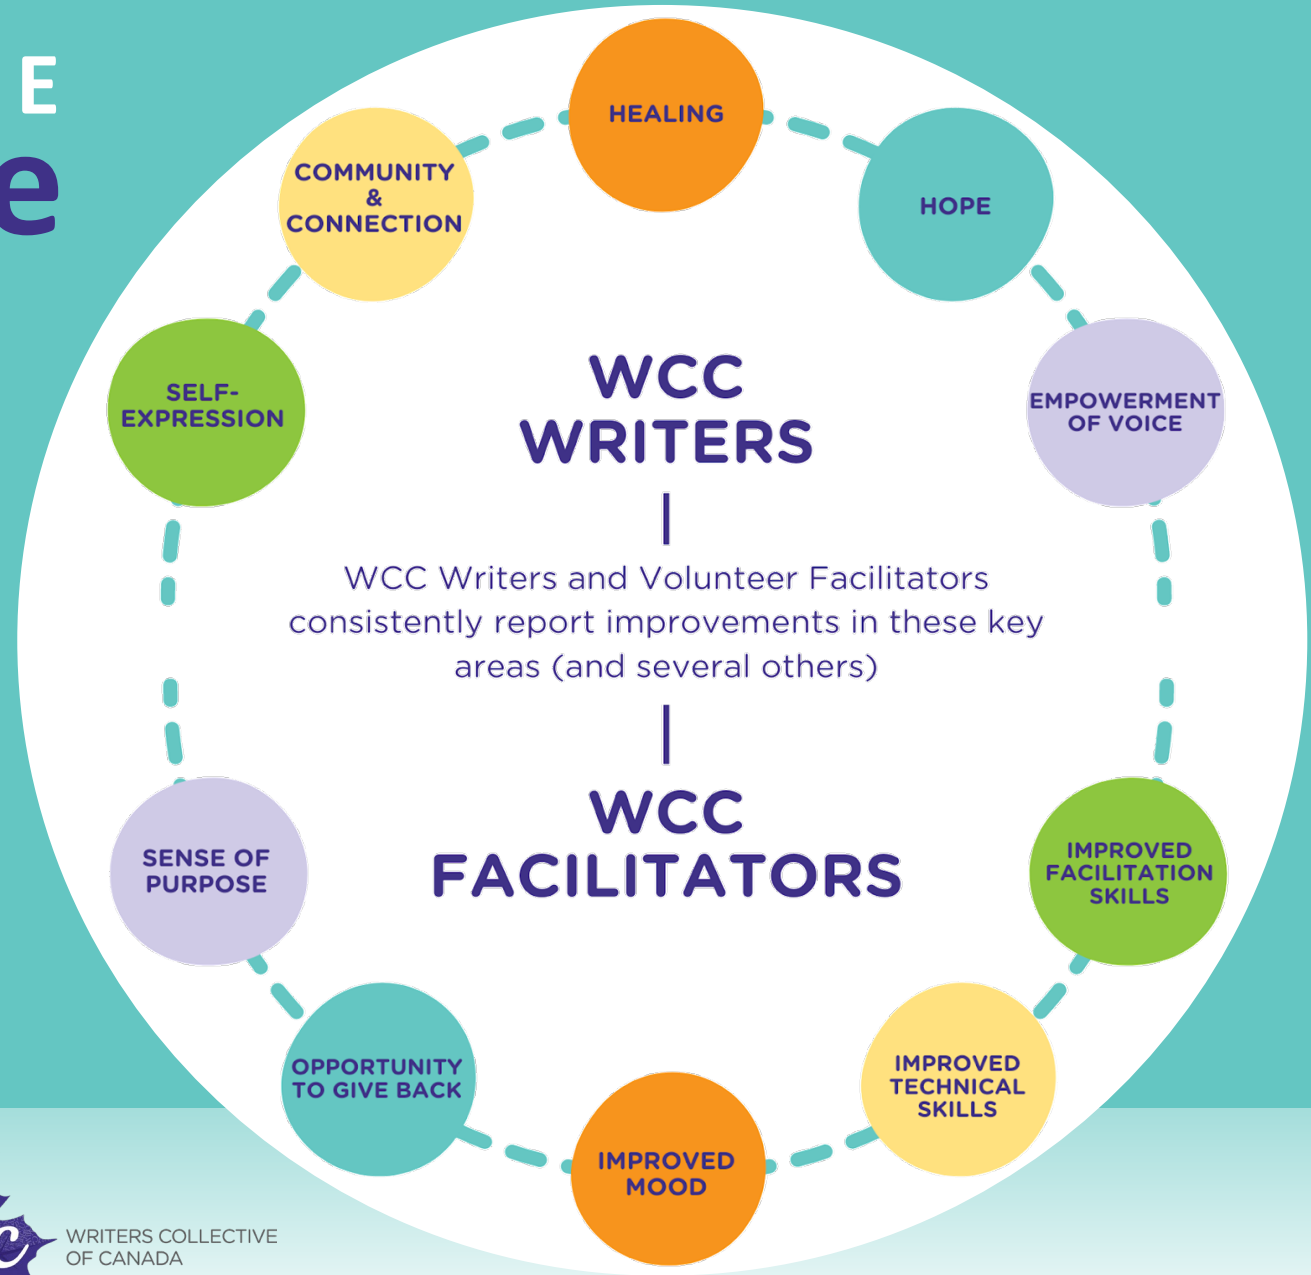 E
e
HEALING
COMMUNITY
&
CONNECTION
HOPE
SELF-
EXPRESSION
EMPOWERMENT
OF VOICE
WCC
WRITERS
WCC Writers and Volunteer Facilitators
consistently report improvements in these key
areas (and several others)
WCC
FACILITATORS
SENSE OF
PURPOSE
IMPROVED
FACILITATION
SKILLS
OPPORTUNITY
TO GIVE BACK
IMPROVED
TECHNICAL
SKILLS
IMPROVED
MOOD
c
WRITERS COLLECTIVE
OF CANADA